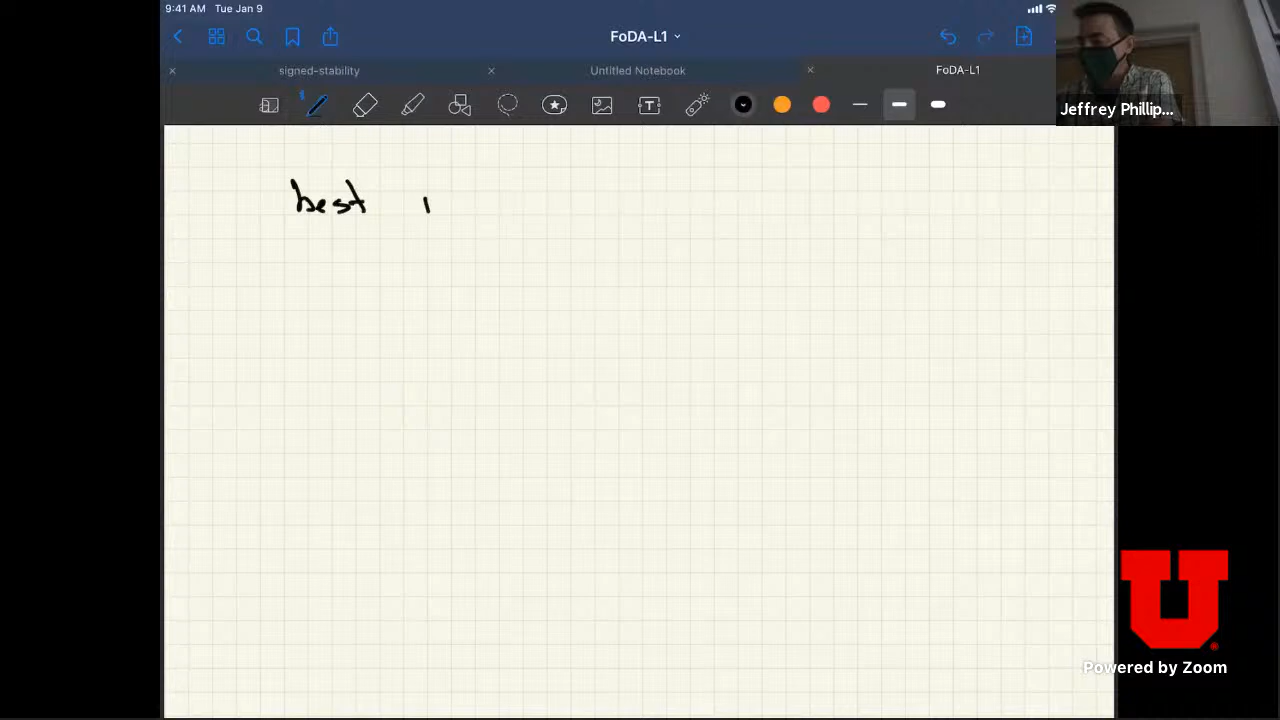 9:41 AM Tue Jan 9
FoDA-L1
signed-stability
Untitled Notebook
FoDA-L1
T
Jeffrey Phillip...
best
U
Powered by Zoom